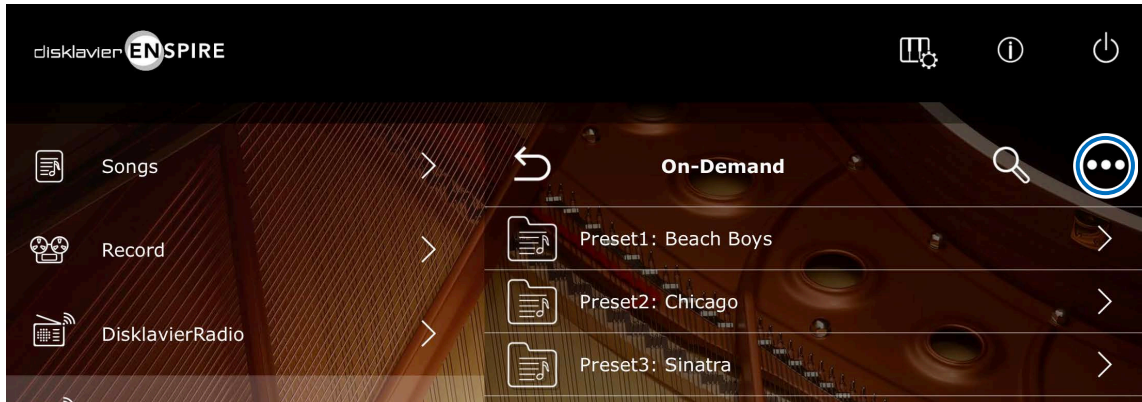 disklavier ENSPIRE
Songs
Record
DisklavierRadio
On-Demand
Preset1: Beach Boys
Preset2: Chicago
Preset3: Sinatra